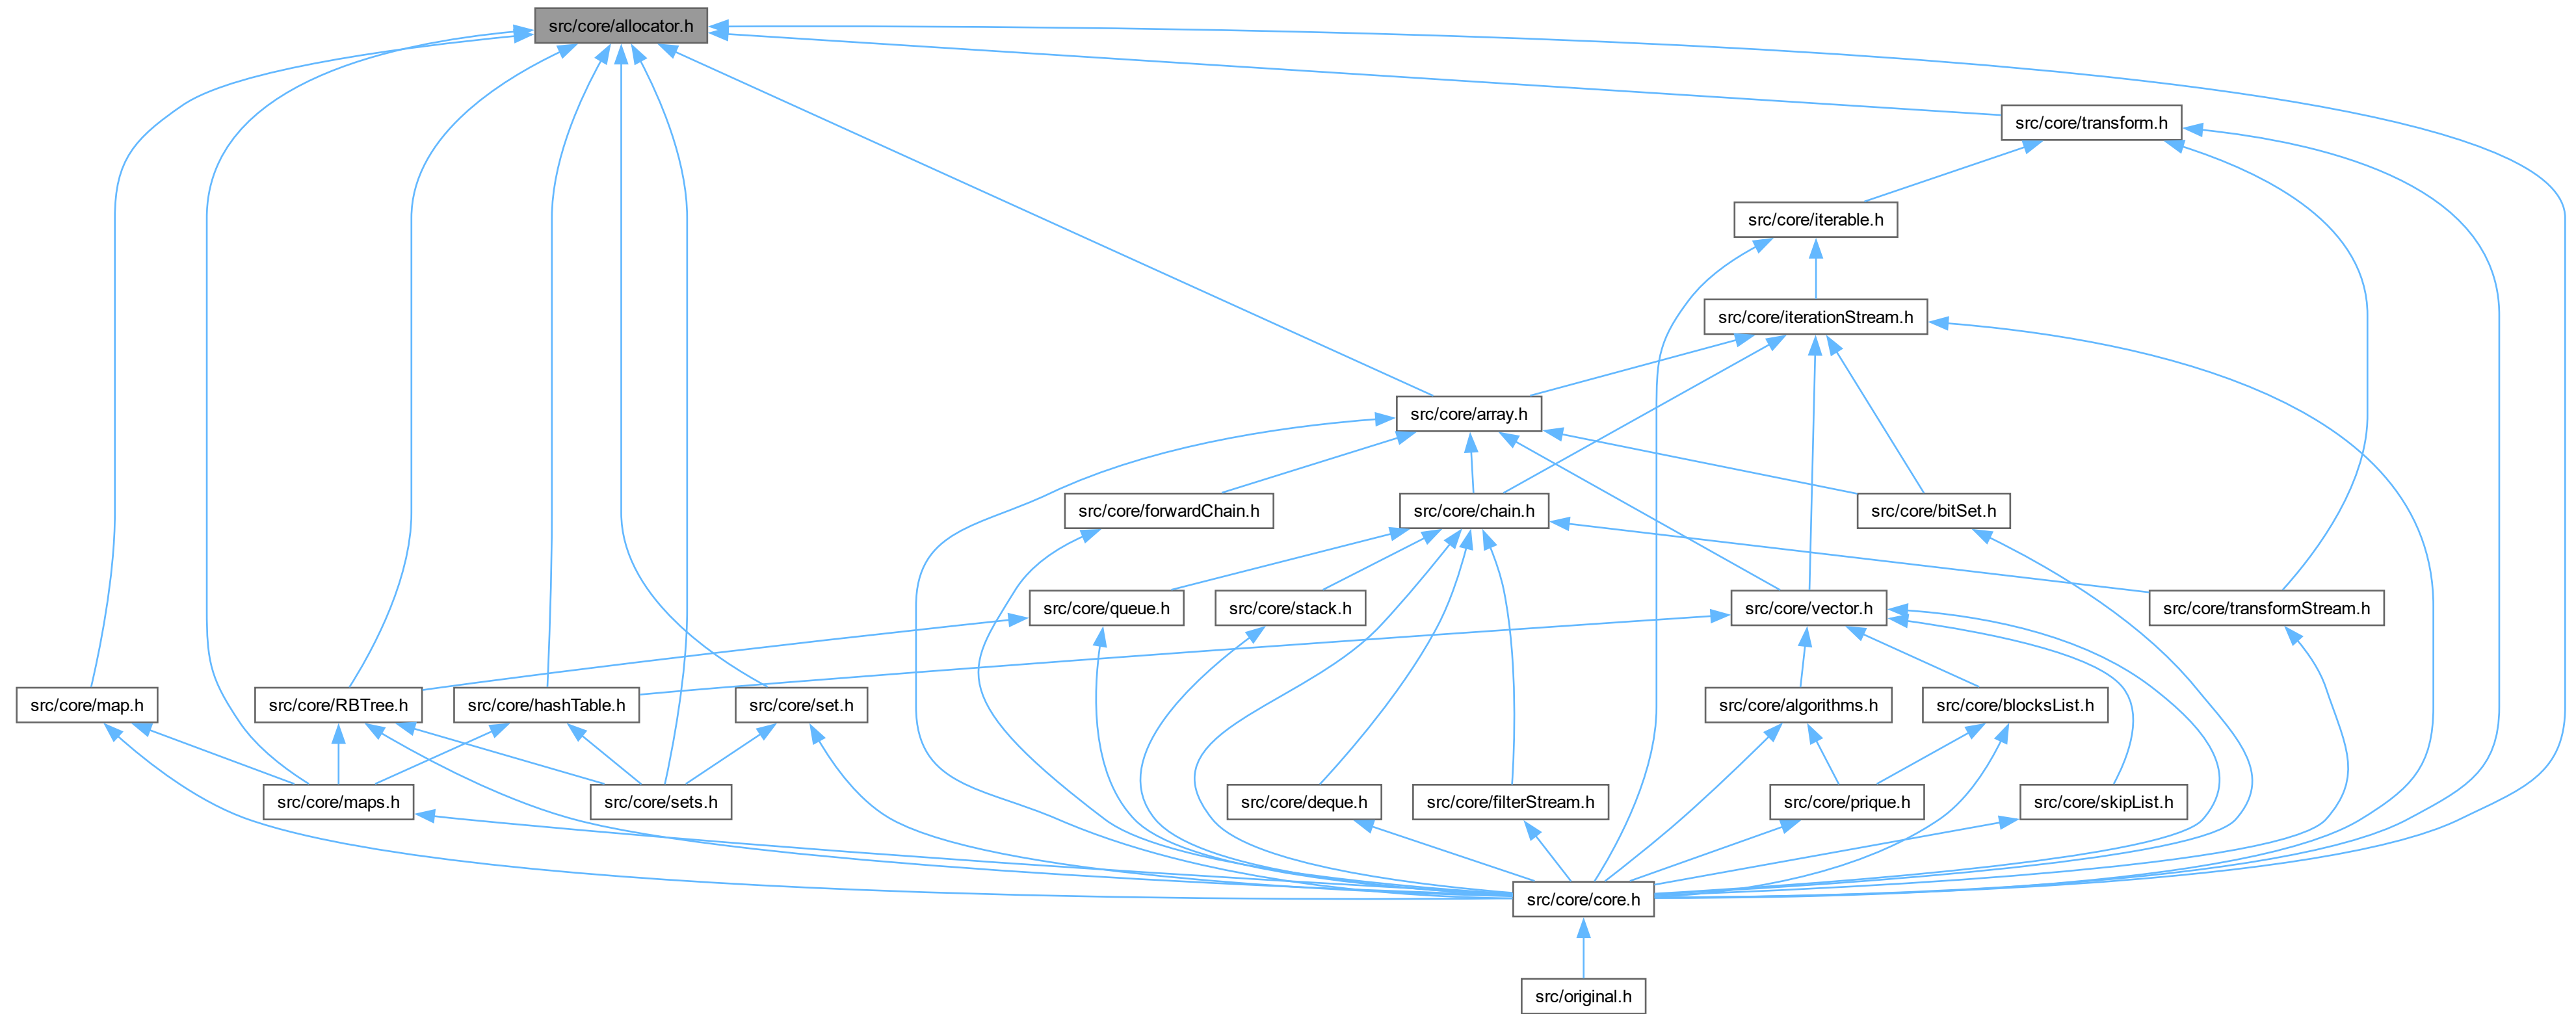 src/core/allocator.h
src/core/transform.h
src/core/iterable.h
src/core/iterationStream.h
src/core/array.h
src/core/forwardChain.h
src/core/chain.h
src/core/bitSet.h
src/core/queue.h
src/core/stack.h
src/core/vector.h
src/core/transformStream.h
src/core/map.h
src/core/RBTree.h
src/core/hashTable.h
src/core/set.h
src/core/algorithms.h
src/core/blocksList.h
src/core/maps.h
src/core/sets.h
src/core/deque.h
src/core/filterStream.h
src/core/prique.h
src/core/skipList.h
src/core/core.h
src/original.h